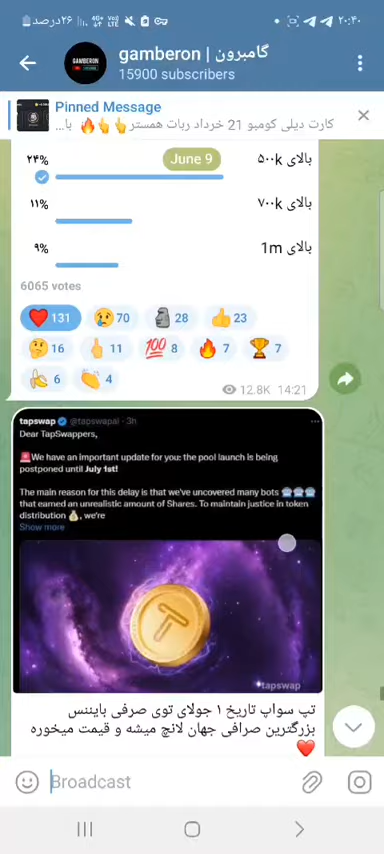 ۲۰:۴۰
۲۶درصد
gamberon | گامبرون
15900 subscribers
Pinned Message
کارت دیلی کومبو 21 خرداد ربات همستر🔥👆👆 با...
June 9
بالای ۵۰۰k ۲۴%
بالای ۷۰۰k ۱۱%
بالای 1m ۹%
6065 votes
❤️ 131 😢 70 🗿 28 👍 23
🤔 16 🖕 11 💯 8 🔥 7 🏆 7
🍌 6 👏 4
12.8K 14:21
tapswap @tapswapai · 3h
Dear TapSwappers,
🚨We have an important update for you: the pool launch is being
postponed until July 1st!
The main reason for this delay is that we've uncovered many bots
that earned an unrealistic amount of Shares. To maintain justice in token
distribution 💰, we're
Show more
tapswap
تپ سواپ تاریخ ۱ جولای توی صرفی بایننس
بزرگترین صرافی جهان لانچ میشه و قیمت میخوره
❤️
Broadcast